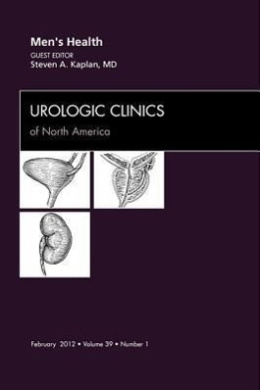 Men's Health
GUEST EDITOR
Steven A. Kaplan, MD
UROLOGIC CLINICS
of North America
February 2012 • Volume 39 • Number 1